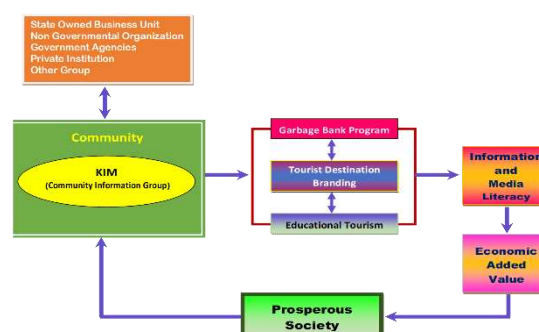 State Owned Business Unit
Non Governmental Organization
Government Agencies
Private Institution
Other Group
Community
KIM
(Community Information Group)
Garbage Bank Program
Tourist Destination
Branding
Educational Tourism
Information
and
Media
Literacy
Economic
Added
Value
Prosperous
Society